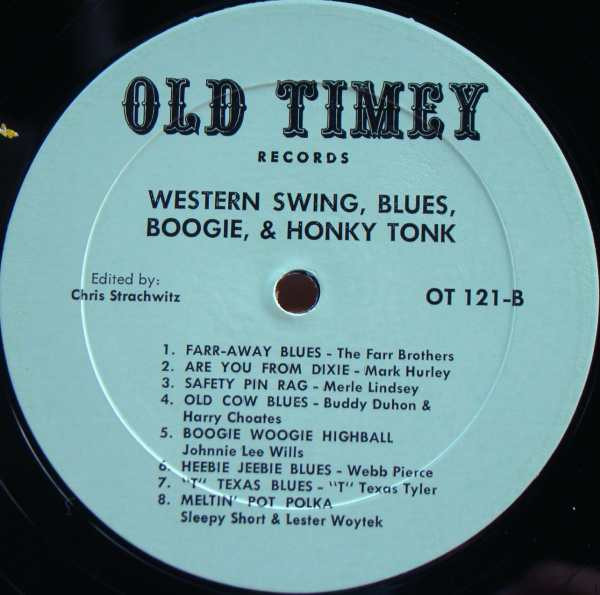 OLD TIMEY
RECORDS
WESTERN SWING, BLUES,
BOOGIE, & HONKY TONK
Edited by:
Chris Strachwitz
OT 121-B
1. FARR-AWAY BLUES - The Farr Brothers
2. ARE YOU FROM DIXIE - Mark Hurley
3. SAFETY PIN RAG - Merle Lindsey
4. OLD COW BLUES - Buddy Duhon &
Harry Choates
5. BOOGIE WOOGIE HIGHBALL
Johnnie Lee Wills
6. HEEBIE JEEBIE BLUES - Webb Pierce
7. "T" TEXAS BLUES - "T" Texas Tyler
8. MELTIN' POT POLKA
Sleepy Short & Lester Woytek